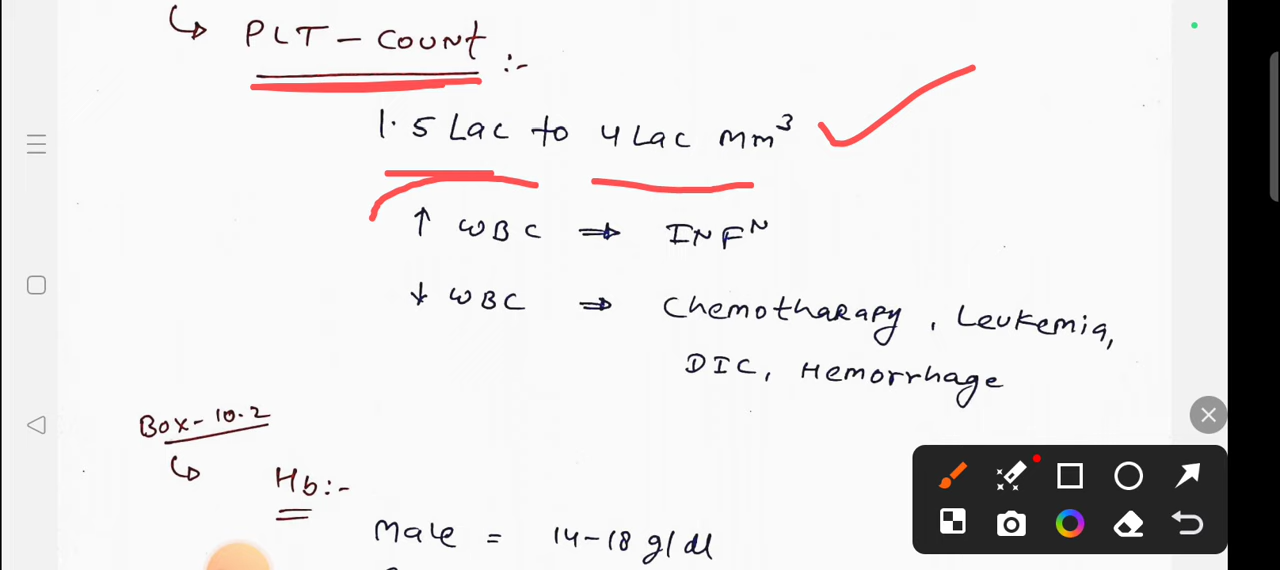 ↳ PLT - Count :-
1.5 Lac to 4 Lac mm³
↑ WBC ⇒ INFᴺ
↓ WBC ⇒ Chemotharapy, Leukemia,
DIC, Hemorrhage
Box - 10.2
↳ Hb:-
Male = 14-18 g/dl